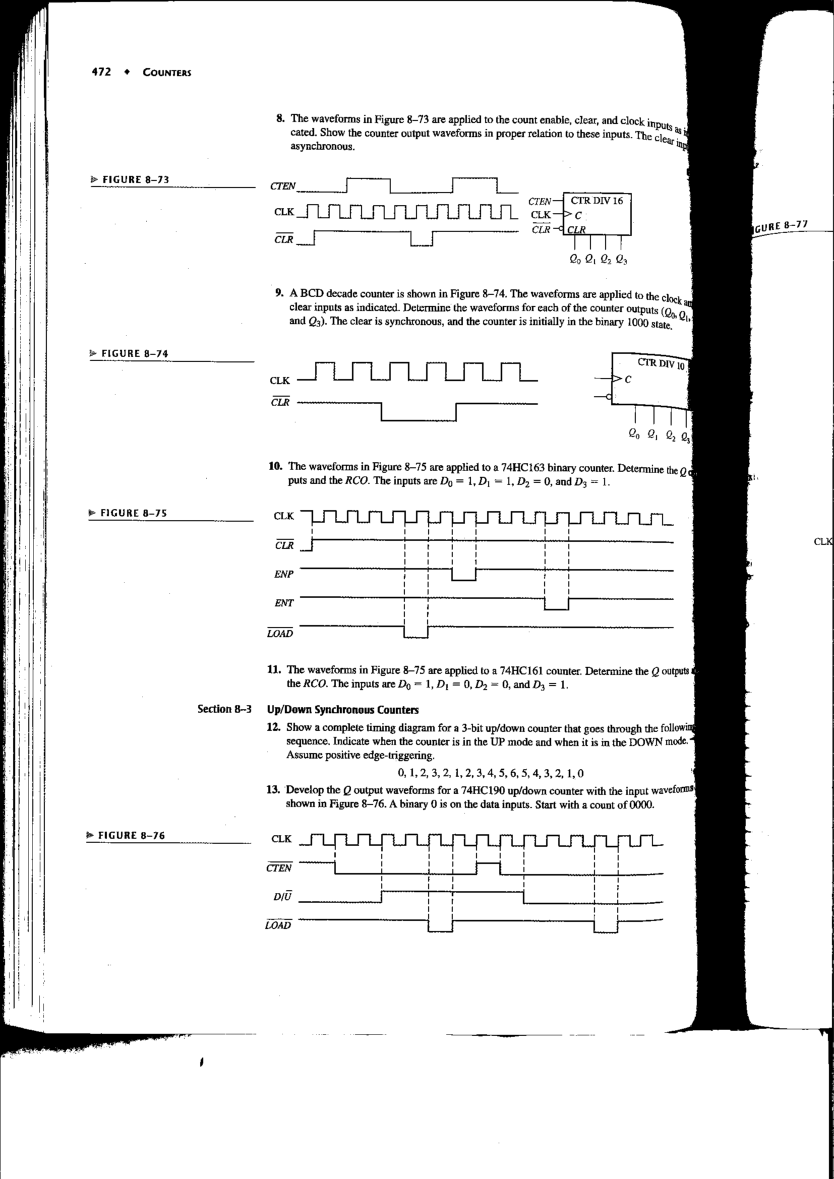 472 ◆ COUNTERS
8. The waveforms in Figure 8–73 are applied to the count enable, clear, and clock inputs as
cated. Show the counter output waveforms in proper relation to these inputs. The clear
asynchronous.
FIGURE 8–73
CTEN
CLK
CLR
CTEN CTR DIV 16
CLK C
CLR CLR
Q0 Q1 Q2 Q3
GURE 8–77
9. A BCD decade counter is shown in Figure 8–74. The waveforms are applied to the clock
clear inputs as indicated. Determine the waveforms for each of the counter outputs (Q0, Q1,
and Q3). The clear is synchronous, and the counter is initially in the binary 1000 state.
FIGURE 8–74
CLK
CLR
CTR DIV 10
C
Q0 Q1 Q2 Q3
10. The waveforms in Figure 8–75 are applied to a 74HC163 binary counter. Determine the Q
puts and the RCO. The inputs are D0 = 1, D1 = 1, D2 = 0, and D3 = 1.
FIGURE 8–75
CLK
CLR
ENP
ENT
LOAD
CLK
11. The waveforms in Figure 8–75 are applied to a 74HC161 counter. Determine the Q outputs
the RCO. The inputs are D0 = 1, D1 = 0, D2 = 0, and D3 = 1.
Section 8–3 Up/Down Synchronous Counters
12. Show a complete timing diagram for a 3-bit up/down counter that goes through the following
sequence. Indicate when the counter is in the UP mode and when it is in the DOWN mode.
Assume positive edge-triggering.
0, 1, 2, 3, 2, 1, 2, 3, 4, 5, 6, 5, 4, 3, 2, 1, 0
13. Develop the Q output waveforms for a 74HC190 up/down counter with the input waveforms
shown in Figure 8–76. A binary 0 is on the data inputs. Start with a count of 0000.
FIGURE 8–76
CLK
CTEN
D/U
LOAD